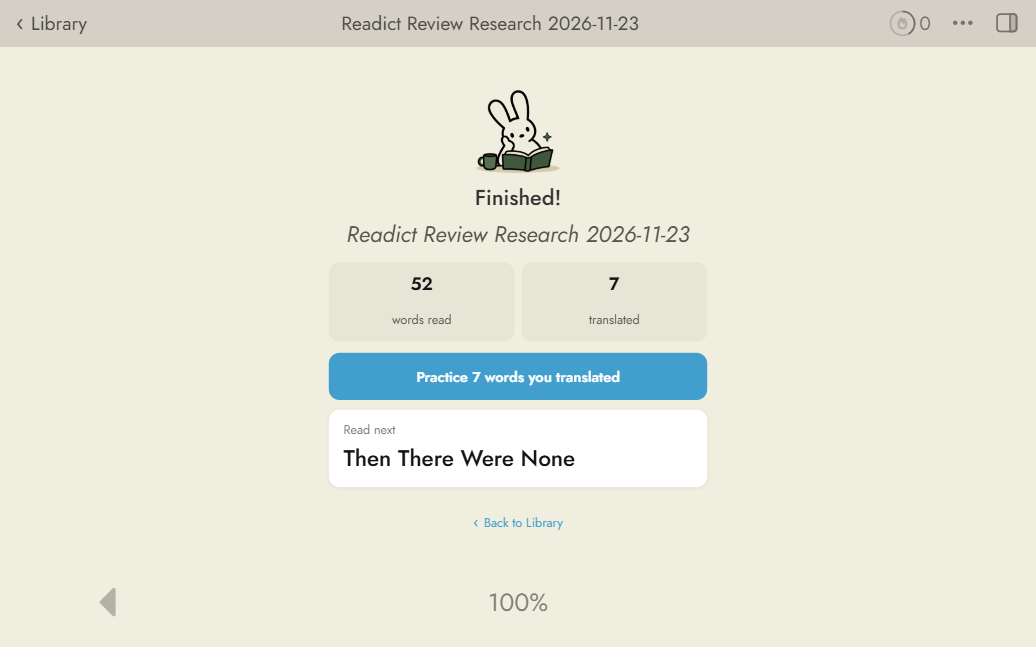 ‹ Library
Readict Review Research 2026-11-23
0
Finished!
Readict Review Research 2026-11-23
52
words read
7
translated
Practice 7 words you translated
Read next
Then There Were None
‹ Back to Library
100%